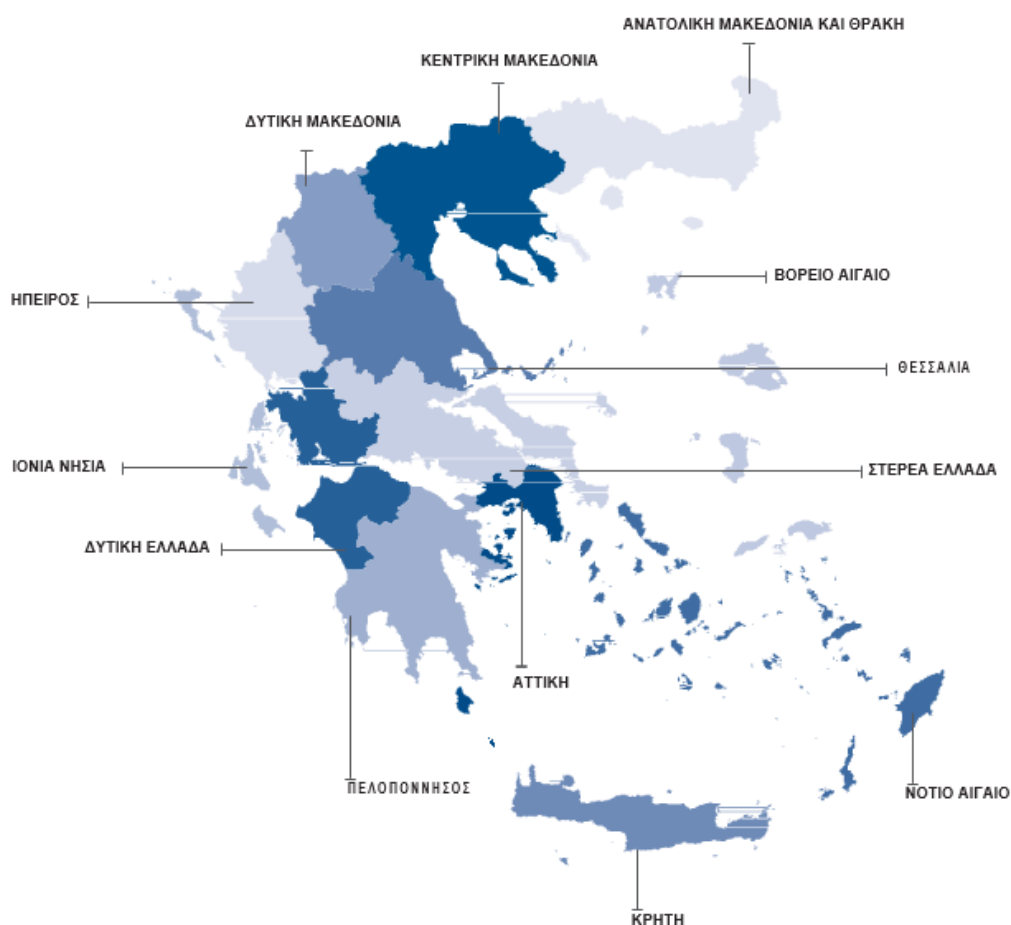 ΑΝΑΤΟΛΙΚΗ ΜΑΚΕΔΟΝΙΑ ΚΑΙ ΘΡΑΚΗ
ΚΕΝΤΡΙΚΗ ΜΑΚΕΔΟΝΙΑ
ΔΥΤΙΚΗ ΜΑΚΕΔΟΝΙΑ
ΒΟΡΕΙΟ ΑΙΓΑΙΟ
ΗΠΕΙΡΟΣ
ΘΕΣΣΑΛΙΑ
ΙΟΝΙΑ ΝΗΣΙΑ
ΣΤΕΡΕΑ ΕΛΛΑΔΑ
ΔΥΤΙΚΗ ΕΛΛΑΔΑ
ΑΤΤΙΚΗ
ΠΕΛΟΠΟΝΝΗΣΟΣ
ΝΟΤΙΟ ΑΙΓΑΙΟ
ΚΡΗΤΗ